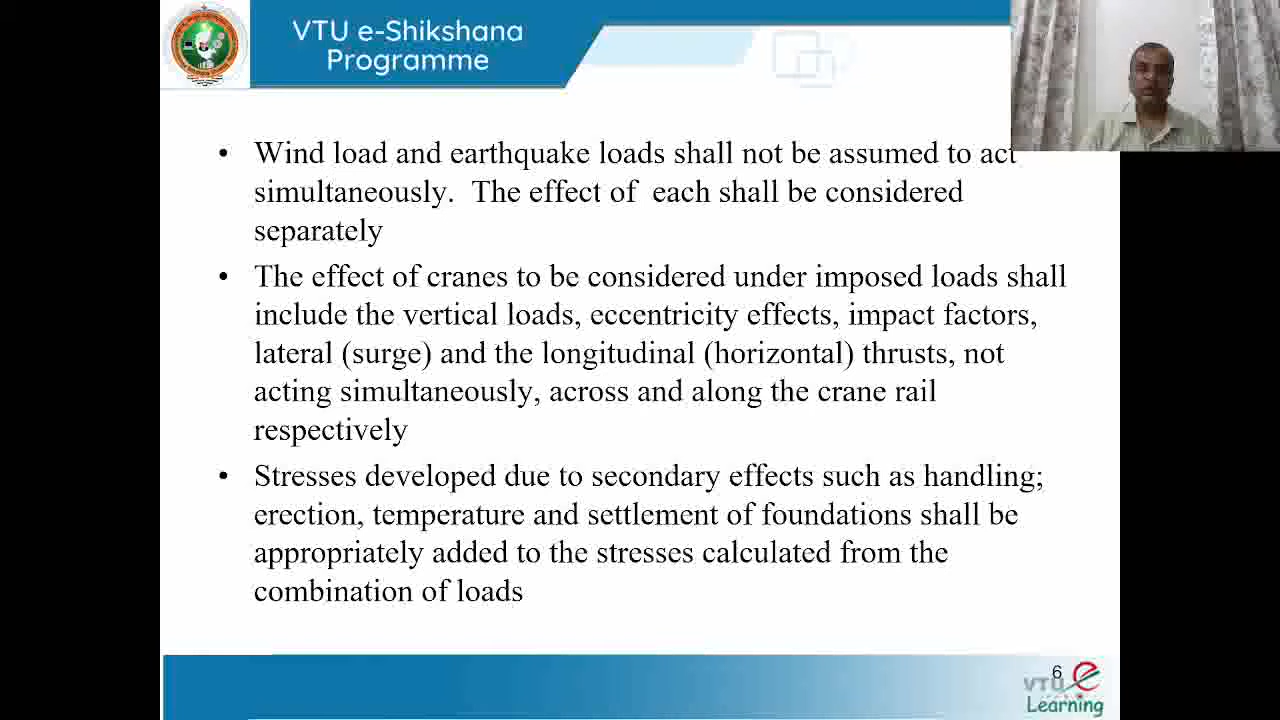 VTU e-Shikshana
Programme
• Wind load and earthquake loads shall not be assumed to act
simultaneously. The effect of each shall be considered
separately
• The effect of cranes to be considered under imposed loads shall
include the vertical loads, eccentricity effects, impact factors,
lateral (surge) and the longitudinal (horizontal) thrusts, not
acting simultaneously, across and along the crane rail
respectively
• Stresses developed due to secondary effects such as handling;
erection, temperature and settlement of foundations shall be
appropriately added to the stresses calculated from the
combination of loads
6
VTU e
Learning